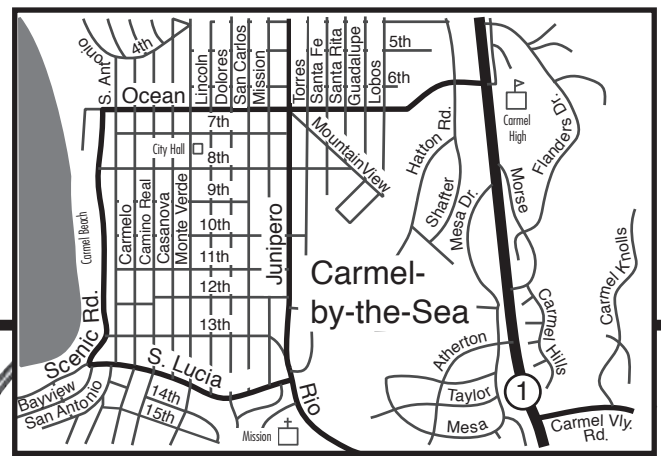 S. Antonio
4th
Lincoln
Dolores
San Carlos
Mission
Torres
Santa Fe
Santa Rita
Guadalupe
Lobos
5th
6th
Ocean
7th
City Hall
8th
MountainView
Hatton Rd.
Carmel
High
Flanders Dr.
9th
10th
11th
12th
13th
Carmelo
Camino Real
Casanova
Monte Verde
Junipero
Shafter
Mesa Dr.
Morse
Carmel Beach
Carmel-
by-the-Sea
Carmel Knolls
Carmel Hills
Scenic Rd.
S. Lucia
Rio
Atherton
Taylor
Mesa
1
Carmel Vly.
Rd.
Bayview
San Antonio
14th
15th
Mission